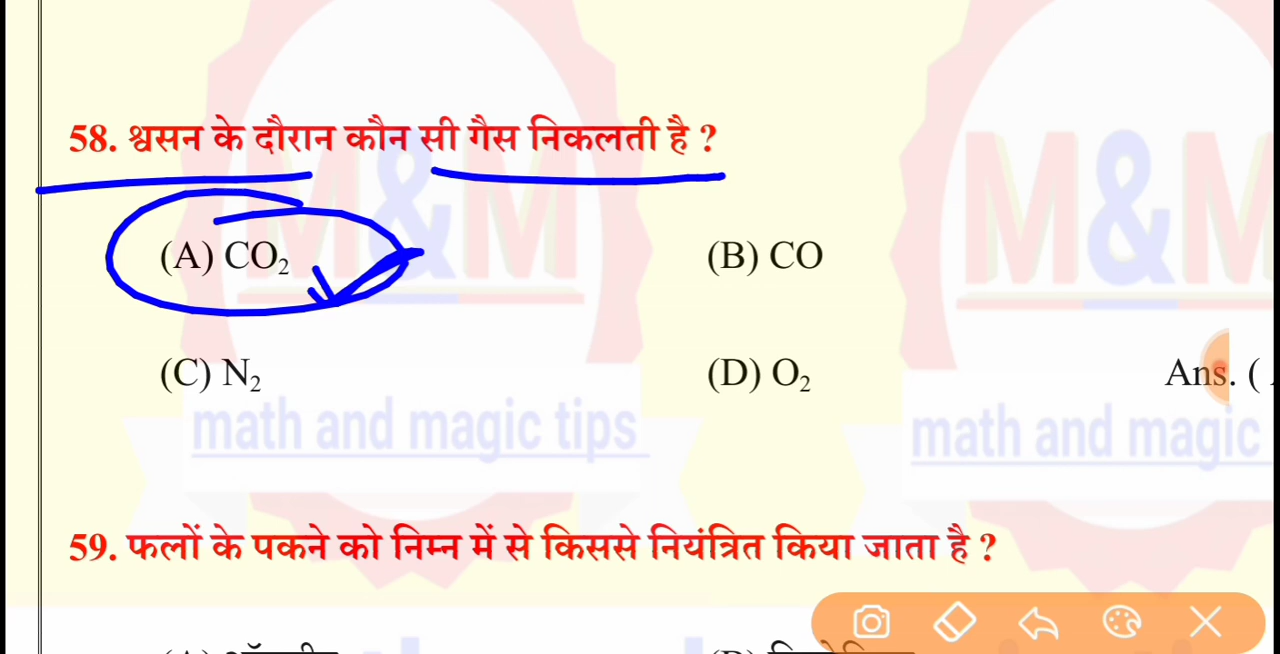 M&M M&M
58. श्वसन के दौरान कौन सी गैस निकलती है ?
(A) CO₂ (B) CO
(C) N₂ (D) O₂ Ans. (
math and magic tips math and magic
59. फलों के पकने को निम्न में से किससे नियंत्रित किया जाता है ?